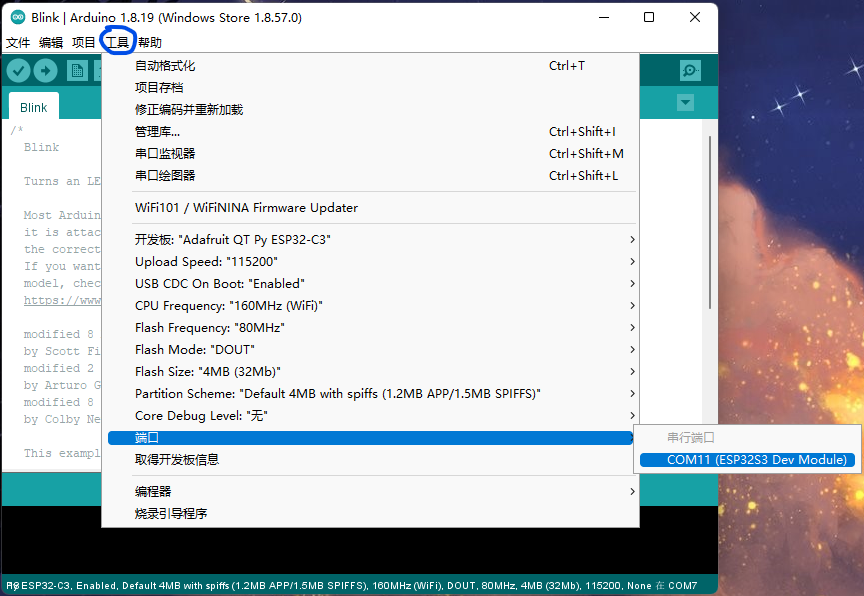 Blink | Arduino 1.8.19 (Windows Store 1.8.57.0)
文件 编辑 项目 工具 帮助
自动格式化 Ctrl+T
项目存档
修正编码并重新加载
管理库... Ctrl+Shift+I
串口监视器 Ctrl+Shift+M
串口绘图器 Ctrl+Shift+L
WiFi101 / WiFiNINA Firmware Updater
开发板: "Adafruit QT Py ESP32-C3"
Upload Speed: "115200"
USB CDC On Boot: "Enabled"
CPU Frequency: "160MHz (WiFi)"
Flash Frequency: "80MHz"
Flash Mode: "DOUT"
Flash Size: "4MB (32Mb)"
Partition Scheme: "Default 4MB with spiffs (1.2MB APP/1.5MB SPIFFS)"
Core Debug Level: "无"
端口
取得开发板信息
编程器
烧录引导程序
串行端口
COM11 (ESP32S3 Dev Module)
Blink
/*
Blink
Turns an LE
Most Arduin
it is attac
the correct
If you want
model, chec
https://www
modified 8
by Scott Fi
modified 2
by Arturo G
modified 8
by Colby Ne
This exampl
ESP32-C3, Enabled, Default 4MB with spiffs (1.2MB APP/1.5MB SPIFFS), 160MHz (WiFi), DOUT, 80MHz, 4MB (32Mb), 115200, None 在 COM7